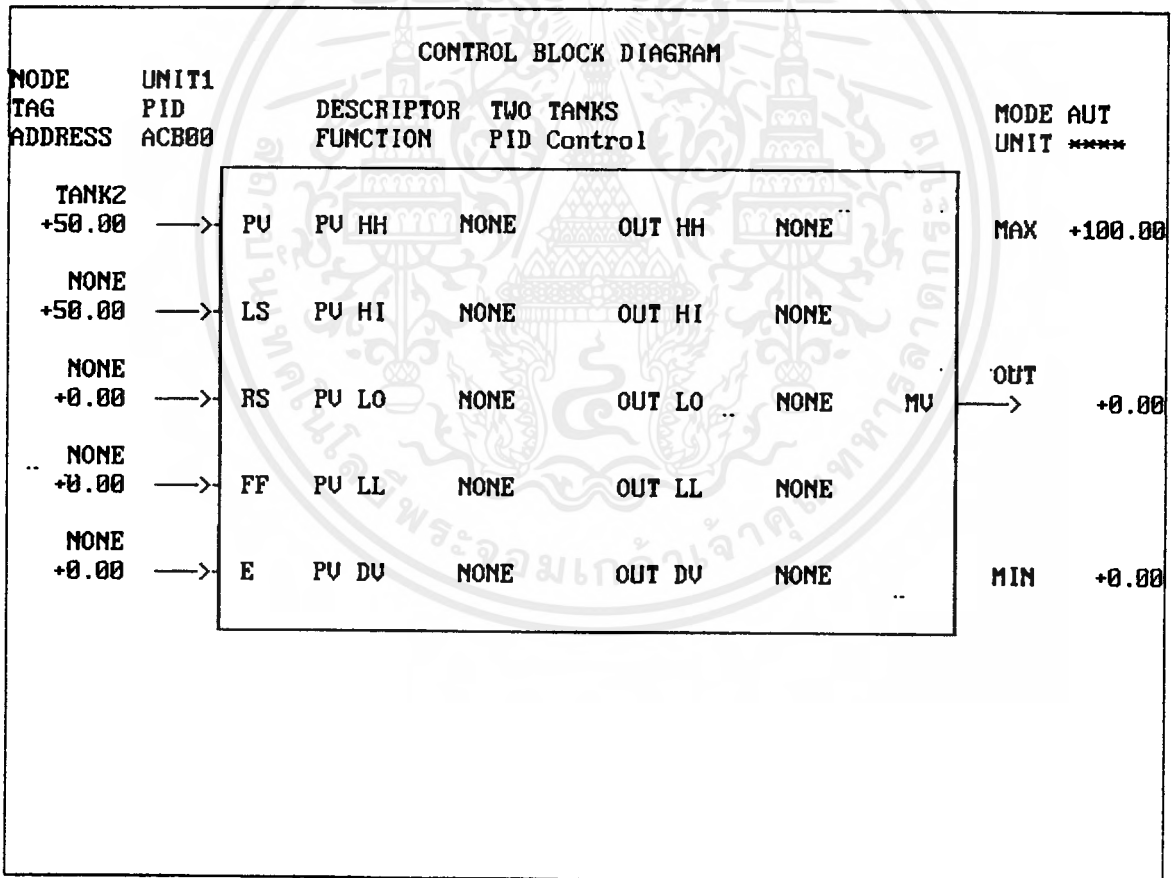 CONTROL BLOCK DIAGRAM
NODE UNIT1
TAG PID DESCRIPTOR TWO TANKS MODE AUT
ADDRESS ACB00 FUNCTION PID Control UNIT ****
TANK2
+50.00 PV PV HH NONE OUT HH NONE MAX +100.00
NONE
+50.00 LS PV HI NONE OUT HI NONE
NONE OUT
+0.00 RS PV LO NONE OUT LO NONE MV +0.00
NONE
+0.00 FF PV LL NONE OUT LL NONE
NONE
+0.00 E PV DV NONE OUT DV NONE MIN +0.00